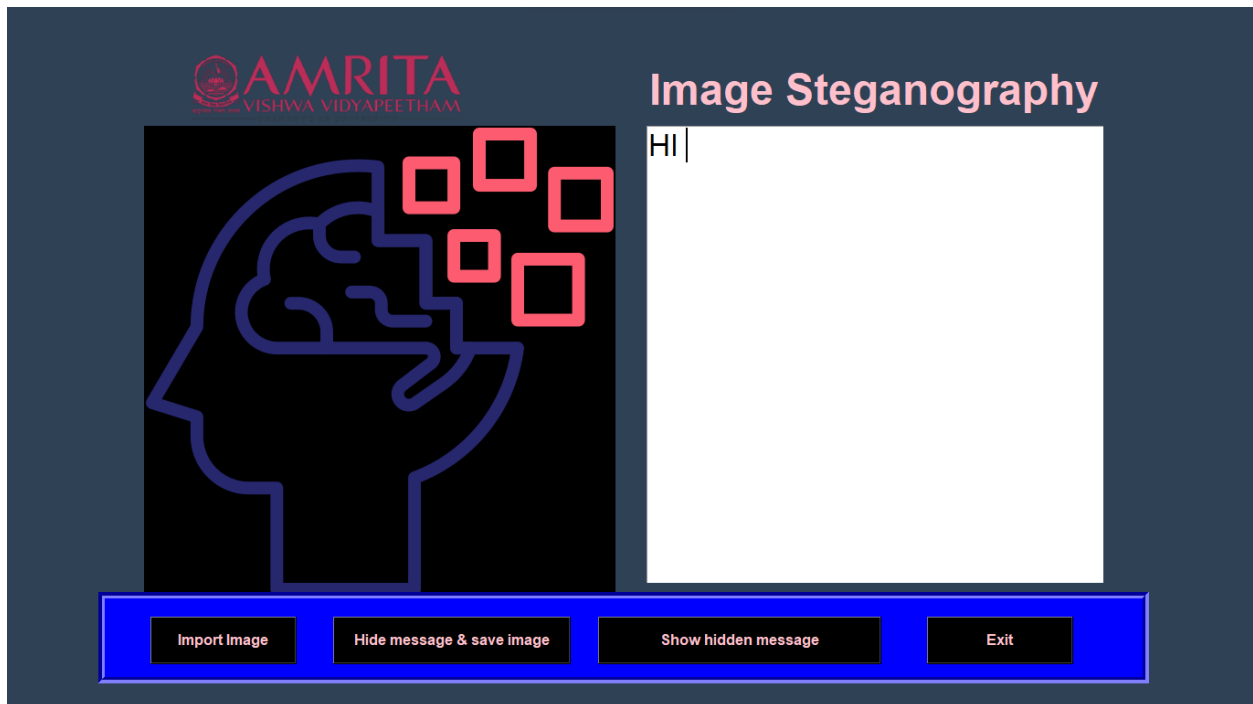 AMRITA
VISHWA VIDYAPEETHAM
Image Steganography
HI
Import Image
Hide message & save image
Show hidden message
Exit